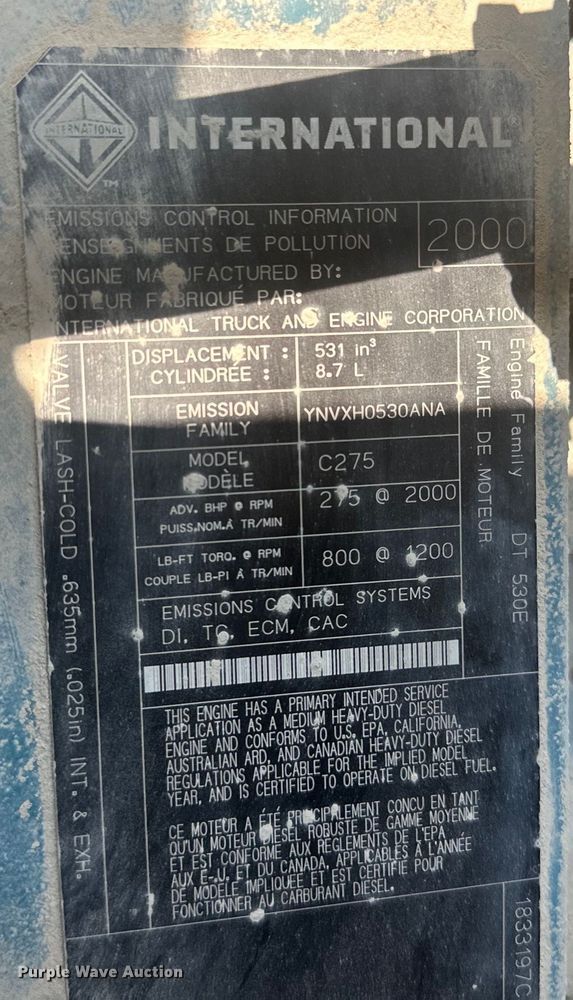 INTERNATIONAL
INTERNATIONAL®
TM
EMISSIONS CONTROL INFORMATION
RENSEIGNMENTS DE POLLUTION
2000
ENGINE MANUFACTURED BY:
MOTEUR FABRIQUÉ PAR:
INTERNATIONAL TRUCK AND ENGINE CORPORATION
DISPLACEMENT : 531 in³
CYLINDRÉE : 8.7 L
EMISSION
FAMILY
YNVXH0530ANA
MODEL
MODÈLE
C275
ADV. BHP @ RPM
PUISS.NOM.À TR/MIN
275 @ 2000
LB-FT TORQ. @ RPM
COUPLE LB-PI À TR/MIN
800 @ 1200
EMISSIONS CONTROL SYSTEMS
DI, TC, ECM, CAC
THIS ENGINE HAS A PRIMARY INTENDED SERVICE
APPLICATION AS A MEDIUM HEAVY-DUTY DIESEL
ENGINE AND CONFORMS TO U.S. EPA, CALIFORNIA,
AUSTRALIAN ARD, AND CANADIAN HEAVY-DUTY DIESEL
REGULATIONS APPLICABLE FOR THE IMPLIED MODEL
YEAR, AND IS CERTIFIED TO OPERATE ON DIESEL FUEL.
CE MOTEUR A ÉTÉ PRINCIPALEMENT CONCU EN TANT
QU'UN MOTEUR DIESEL ROBUSTE DE GAMME MOYENNE
ET EST CONFORME AUX REGLEMENTS DE L'EPA
AUX E-U. ET DU CANADA, APPLICABLES À L'ANNÉE
DE MODELE IMPLIQUEE ET EST CERTIFIÉ POUR
FONCTIONNER AU CARBURANT DIESEL.
VALVE LASH-COLD .635mm (.025in) INT. & EXH.
Engine Family DT 530E
FAMILLE DE MOTEUR
1833197C
Purple Wave Auction